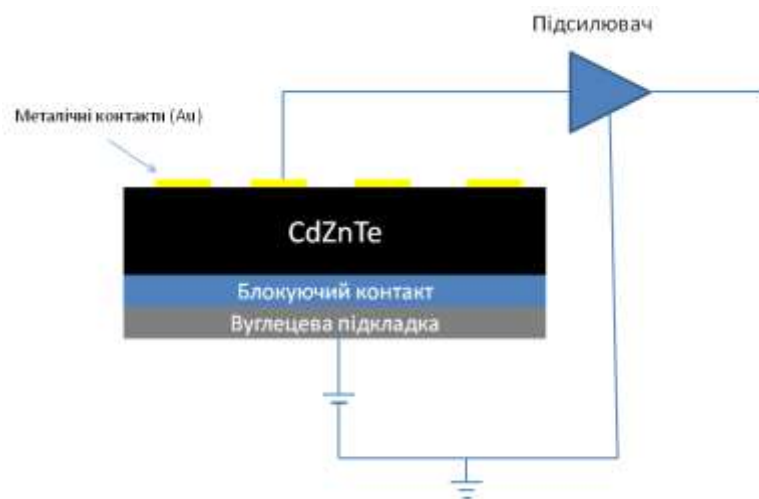 Підсилювач
Металічні контакти (Au)
CdZnTe
Блокуючий контакт
Вуглецева підкладка